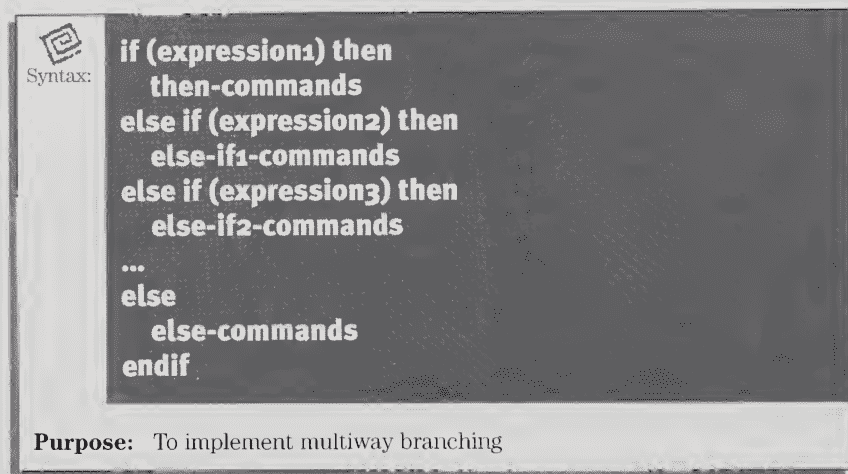 Syntax:
if (expression1) then
then-commands
else if (expression2) then
else-if1-commands
else if (expression3) then
else-if2-commands
...
else
else-commands
endif
Purpose: To implement multiway branching